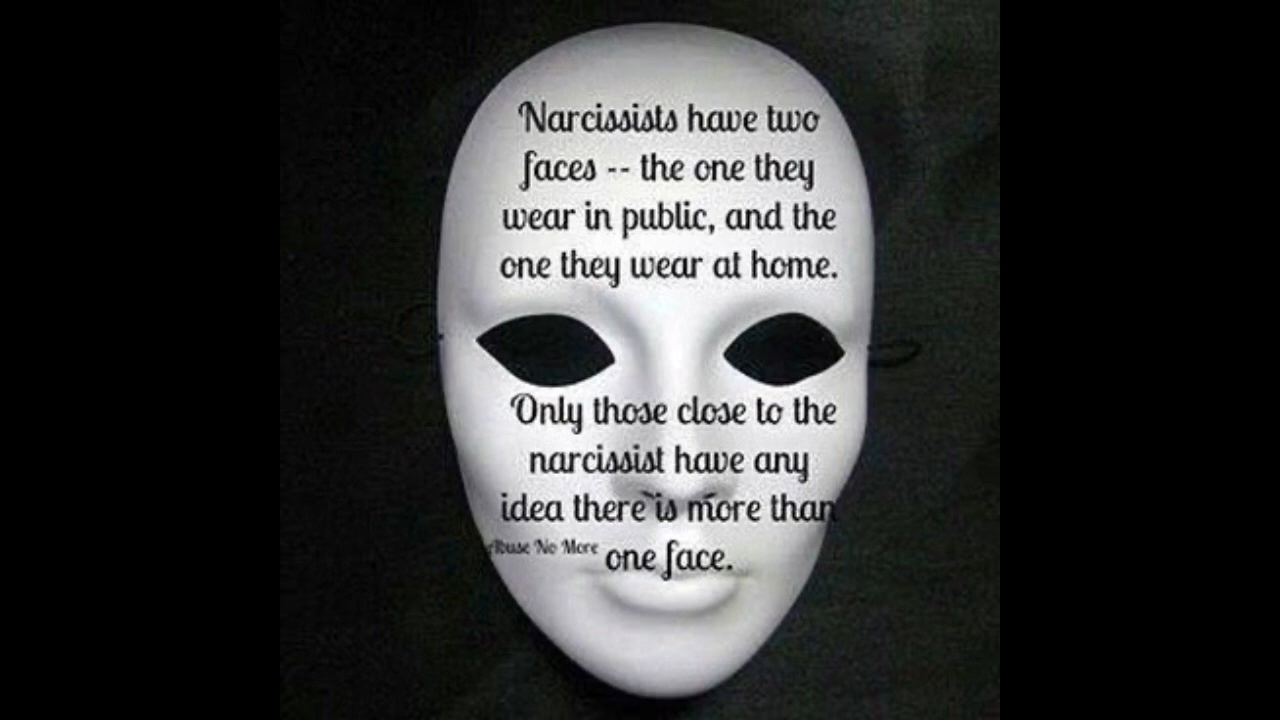 Narcissists have two
faces -- the one they
wear in public, and the
one they wear at home.
Only those close to the
narcissist have any
idea there is more than
one face.
Abuse No More